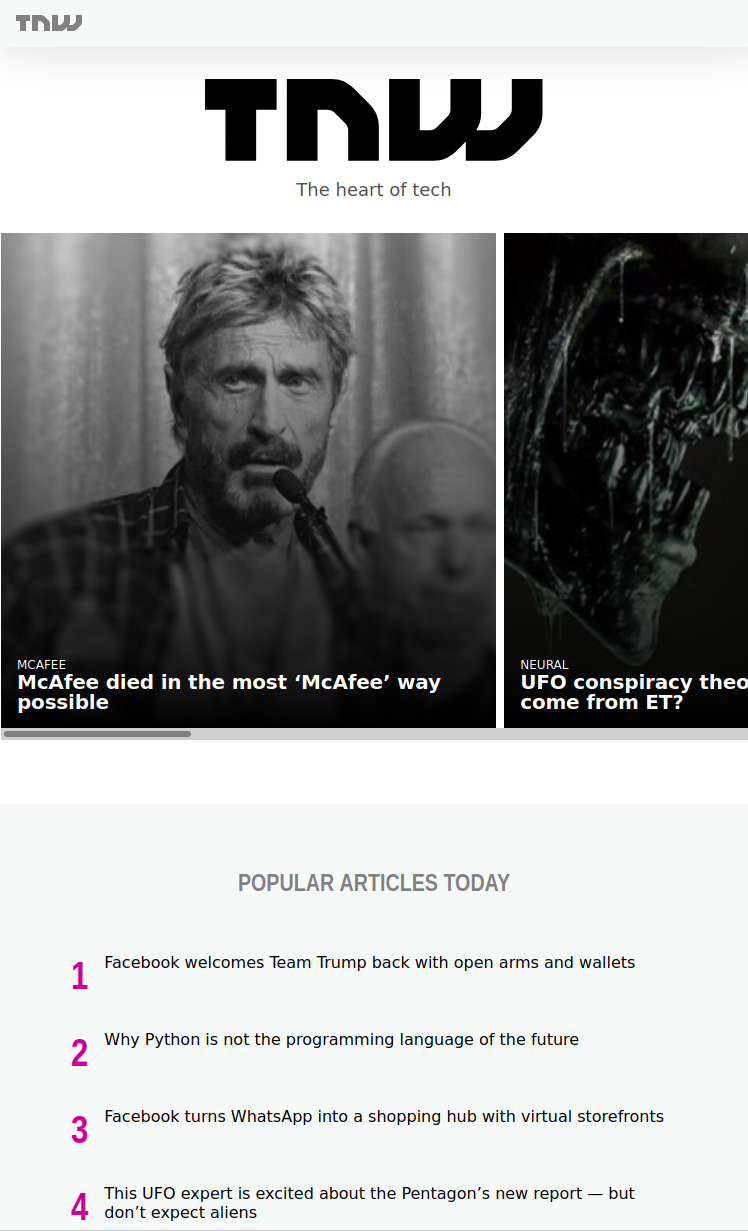 TNW
TNW
The heart of tech
MCAFEE
McAfee died in the most ‘McAfee’ way
possible
NEURAL
UFO conspiracy theo
come from ET?
POPULAR ARTICLES TODAY
1 Facebook welcomes Team Trump back with open arms and wallets
2 Why Python is not the programming language of the future
3 Facebook turns WhatsApp into a shopping hub with virtual storefronts
4 This UFO expert is excited about the Pentagon’s new report — but
don’t expect aliens